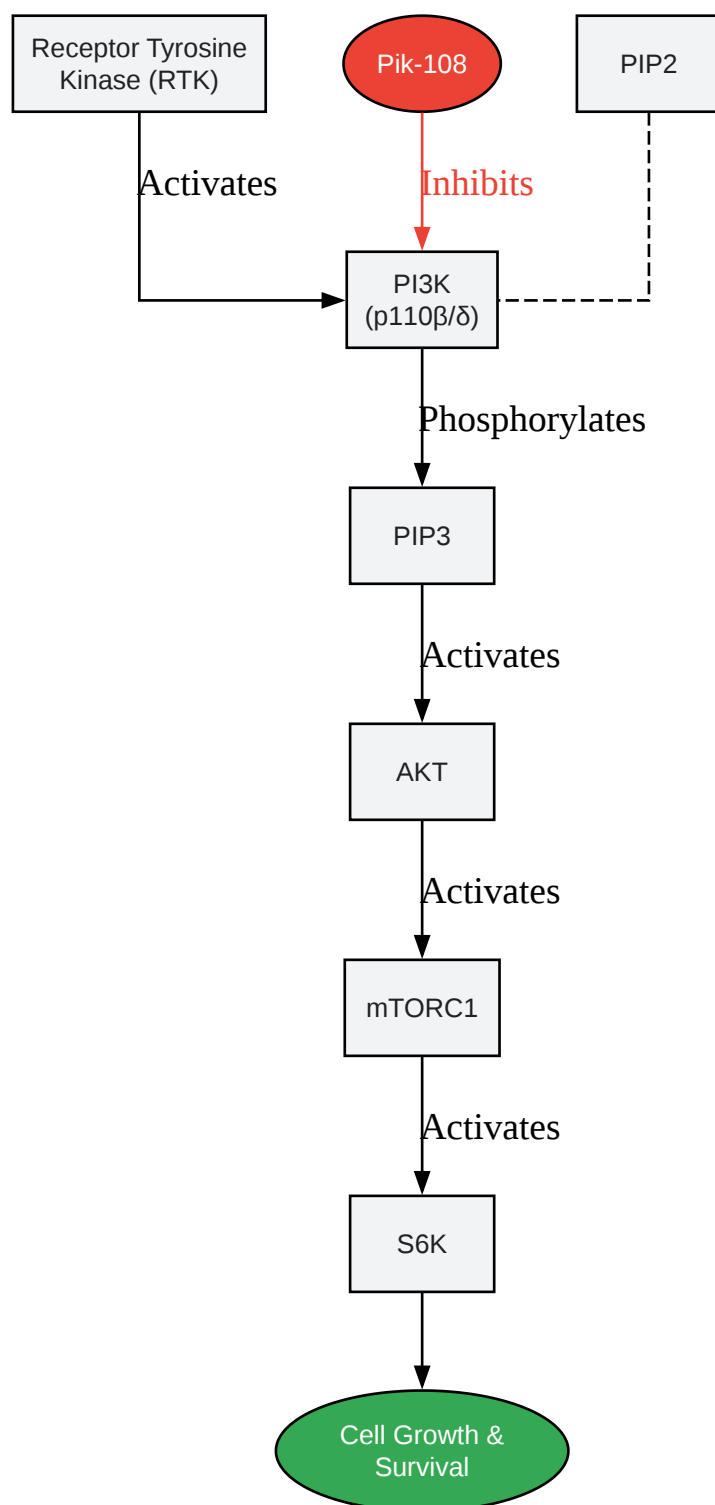 Receptor Tyrosine
Kinase (RTK)
Pik-108
PIP2
Activates
Inhibits
PI3K
(p110β/δ)
Phosphorylates
PIP3
Activates
AKT
Activates
mTORC1
Activates
S6K
Cell Growth &
Survival